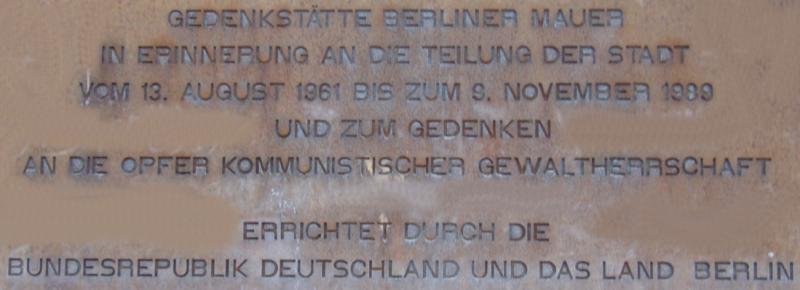 GEDENKSTÄTTE BERLINER MAUER
IN ERINNERUNG AN DIE TEILUNG DER STADT
VOM 13. AUGUST 1961 BIS ZUM 9. NOVEMBER 1989
UND ZUM GEDENKEN
AN DIE OPFER KOMMUNISTISCHER GEWALTHERRSCHAFT
ERRICHTET DURCH DIE
BUNDESREPUBLIK DEUTSCHLAND UND DAS LAND BERLIN